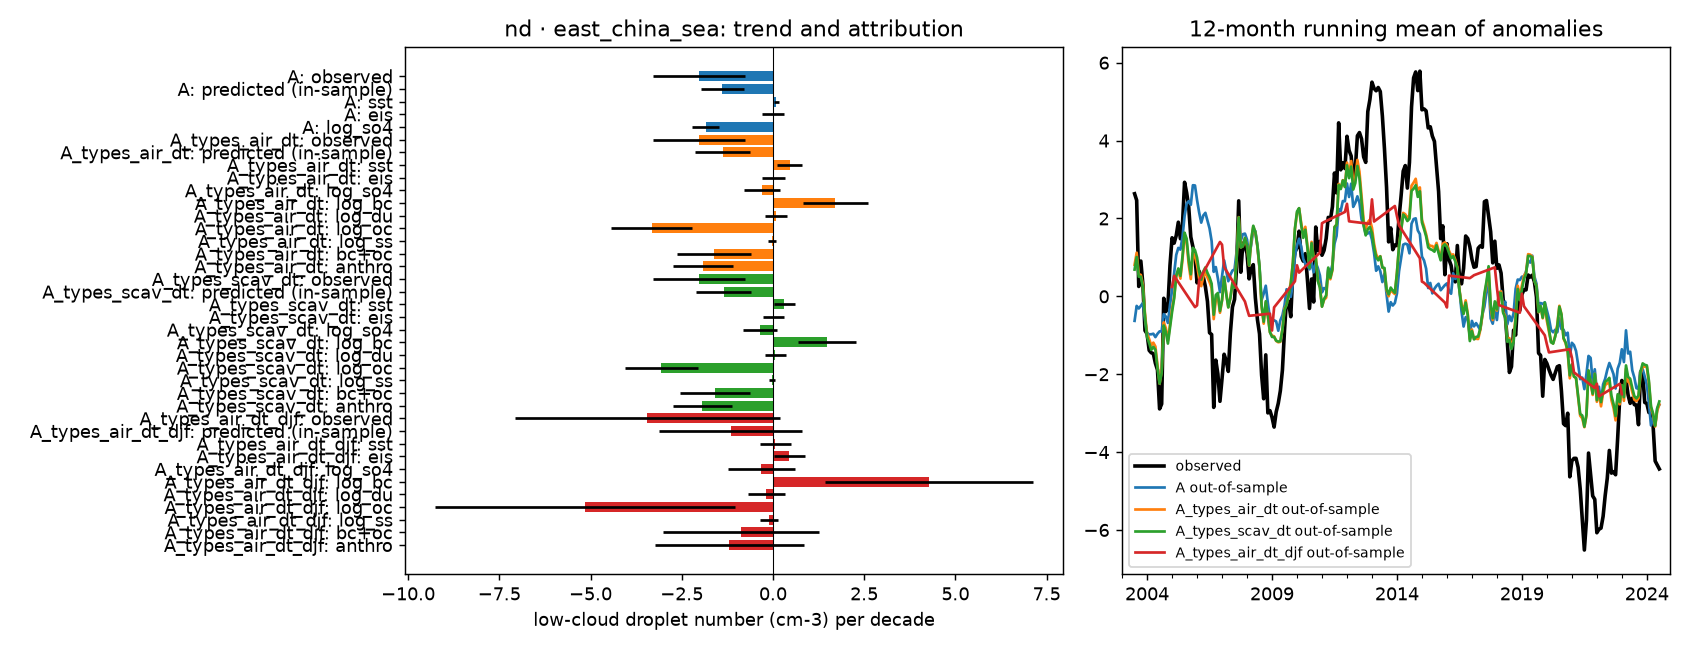 nd · east_china_sea: trend and attribution
A: observed
A: predicted (in-sample)
A: sst
A: eis
A: log_so4
A_types_air_dt: observed
A_types_air_dt: predicted (in-sample)
A_types_air_dt: sst
A_types_air_dt: eis
A_types_air_dt: log_so4
A_types_air_dt: log_bc
A_types_air_dt: log_du
A_types_air_dt: log_oc
A_types_air_dt: log_ss
A_types_air_dt: bc+oc
A_types_air_dt: anthro
A_types_scav_dt: observed
A_types_scav_dt: predicted (in-sample)
A_types_scav_dt: sst
A_types_scav_dt: eis
A_types_scav_dt: log_so4
A_types_scav_dt: log_bc
A_types_scav_dt: log_du
A_types_scav_dt: log_oc
A_types_scav_dt: log_ss
A_types_scav_dt: bc+oc
A_types_scav_dt: anthro
A_types_air_dt_djf: observed
A_types_air_dt_djf: predicted (in-sample)
A_types_air_dt_djf: sst
A_types_air_dt_djf: eis
A_types_air_dt_djf: log_so4
A_types_air_dt_djf: log_bc
A_types_air_dt_djf: log_du
A_types_air_dt_djf: log_oc
A_types_air_dt_djf: log_ss
A_types_air_dt_djf: bc+oc
A_types_air_dt_djf: anthro
−10.0 −7.5 −5.0 −2.5 0.0 2.5 5.0 7.5
low-cloud droplet number (cm-3) per decade
12-month running mean of anomalies
6
4
2
0
−2
−4
−6
observed
A out-of-sample
A_types_air_dt out-of-sample
A_types_scav_dt out-of-sample
A_types_air_dt_djf out-of-sample
2004 2009 2014 2019 2024